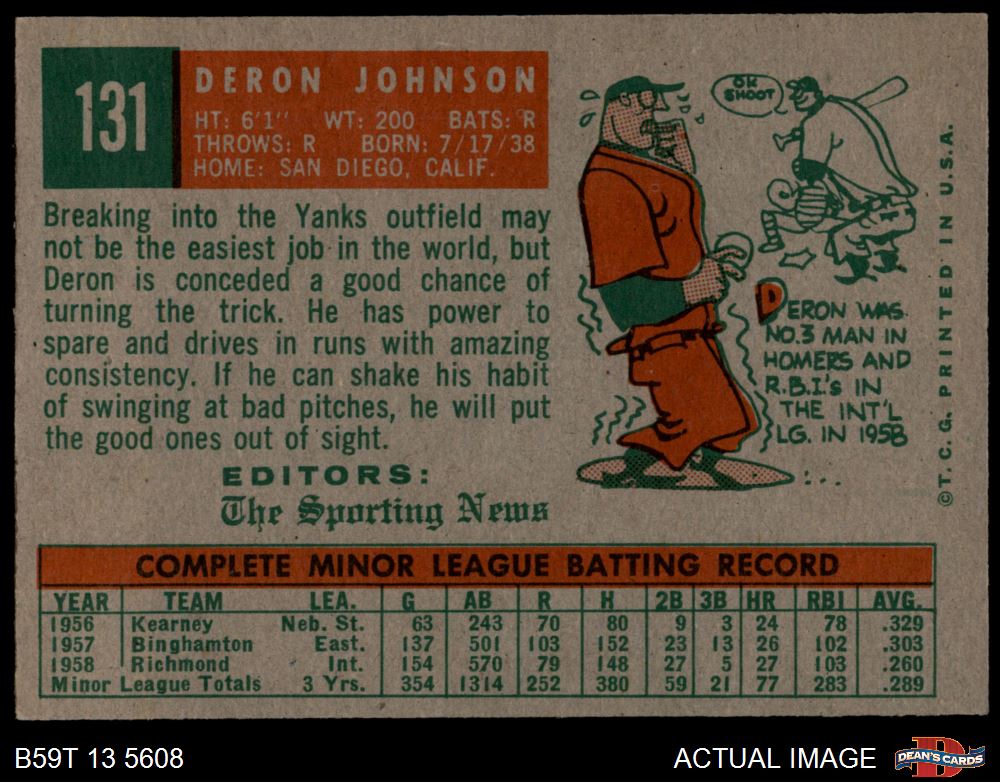 131
DERON JOHNSON
HT: 6'1" WT: 200 BATS: R
THROWS: R BORN: 7/17/38
HOME: SAN DIEGO, CALIF.
Breaking into the Yanks outfield may
not be the easiest job in the world, but
Deron is conceded a good chance of
turning the trick. He has power to
spare and drives in runs with amazing
consistency. If he can shake his habit
of swinging at bad pitches, he will put
the good ones out of sight.
EDITORS:
The Sporting News
OK
SHOOT
DERON WAS
NO.3 MAN IN
HOMERS AND
R.B.I.'s IN
THE INT'L
LG. IN 1958
©T. C. G. PRINTED IN U.S.A.
COMPLETE MINOR LEAGUE BATTING RECORD
YEAR TEAM LEA. G AB R H 2B 3B HR RBI AVG.
1956 Kearney Neb. St. 63 243 70 80 9 3 24 78 .329
1957 Binghamton East. 137 501 103 152 23 13 26 102 .303
1958 Richmond Int. 154 570 79 148 27 5 27 103 .260
Minor League Totals 3 Yrs. 354 1314 252 380 59 21 77 283 .289
B59T 13 5608
ACTUAL IMAGE
D
DEAN'S CARDS